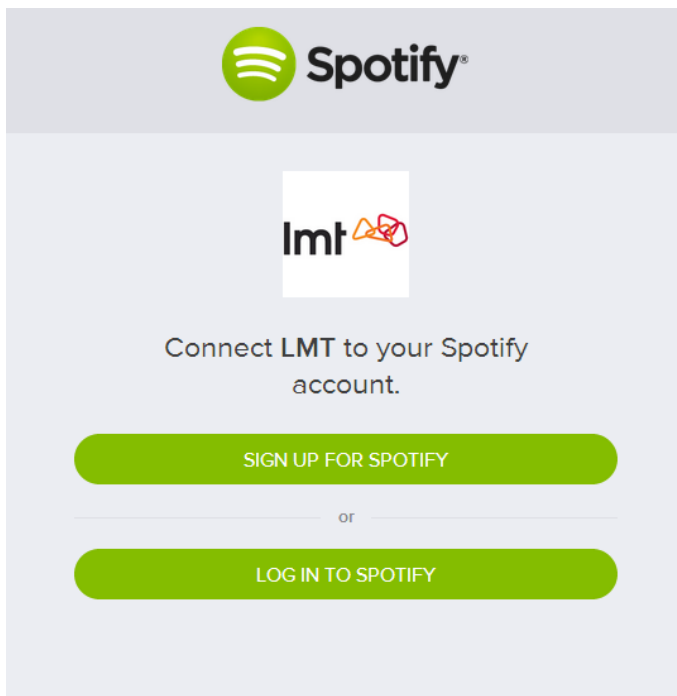 Spotify®
lmt
Connect LMT to your Spotify
account.
SIGN UP FOR SPOTIFY
or
LOG IN TO SPOTIFY